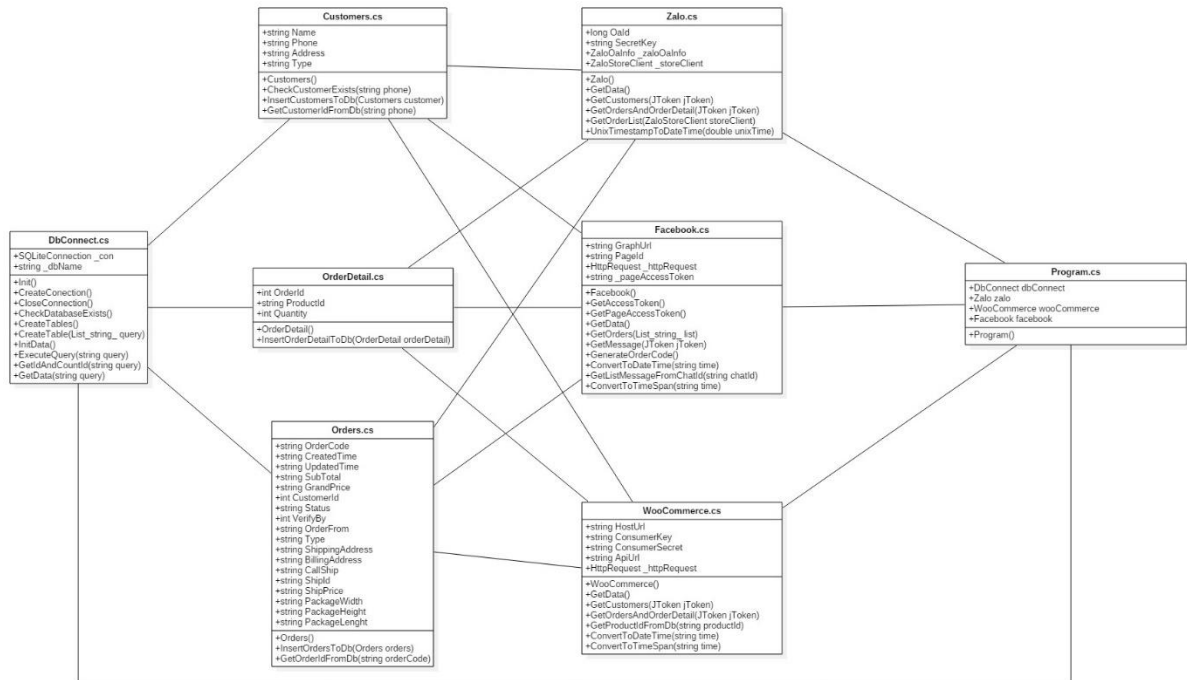 Customers.cs
+string Name
+string Phone
+string Address
+string Type
+Customers()
+CheckCustomerExists(string phone)
+InsertCustomersToDb(Customers customer)
+GetCustomerIdFromDb(string phone)
Zalo.cs
+long OaId
+string SecretKey
+ZaloOaInfo _zaloOaInfo
+ZaloStoreClient _storeClient
+Zalo()
+GetData()
+GetCustomers(JToken jToken)
+GetOrdersAndOrderDetail(JToken jToken)
+GetOrderList(ZaloStoreClient storeClient)
+UnixTimestampToDateTime(double unixTime)
DbConnect.cs
+SQLiteConnection _con
+string _dbName
+Init()
+CreateConection()
+CloseConnection()
+CheckDatabaseExists()
+CreateTables()
+CreateTable(List_string_ query)
+InitData()
+ExecuteQuery(string query)
+GetIdAndCountId(string query)
+GetData(string query)
OrderDetail.cs
+int OrderId
+string ProductId
+int Quantity
+OrderDetail()
+InsertOrderDetailToDb(OrderDetail orderDetail)
Facebook.cs
+string GraphUrl
+string PageId
+HttpRequest _httpRequest
+string _pageAccessToken
+Facebook()
+GetAccessToken()
+GetPageAccessToken()
+GetData()
+GetOrders(List_string_ list)
+GetMessage(JToken jToken)
+GenerateOrderCode()
+ConvertToDateTime(string time)
+GetListMessageFromChatId(string chatId)
+ConvertToTimeSpan(string time)
Program.cs
+DbConnect dbConnect
+Zalo zalo
+WooCommerce wooCommerce
+Facebook facebook
+Program()
Orders.cs
+string OrderCode
+string CreatedTime
+string UpdatedTime
+string SubTotal
+string GrandPrice
+int CustomerId
+string Status
+int VerifyBy
+string OrderFrom
+string Type
+string ShippingAddress
+string BillingAddress
+string CallShip
+string ShipId
+string ShipPrice
+string PackageWidth
+string PackageHeight
+string PackageLenght
+Orders()
+InsertOrdersToDb(Orders orders)
+GetOrderIdFromDb(string orderCode)
WooCommerce.cs
+string HostUrl
+string ConsumerKey
+string ConsumerSecret
+string ApiUrl
+HttpRequest _httpRequest
+WooCommerce()
+GetData()
+GetCustomers(JToken jToken)
+GetOrdersAndOrderDetail(JToken jToken)
+GetProductIdFromDb(string productId)
+ConvertToDateTime(string time)
+ConvertToTimeSpan(string time)